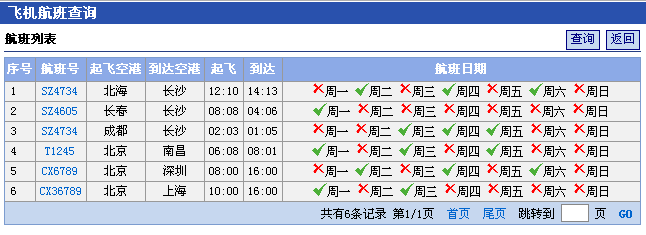 飞机航班查询
航班列表 查询 返回
序号 航班号 起飞空港 到达空港 起飞 到达 航班日期
1 SZ4734 北海 长沙 12:10 14:13 ✗周一 ✓周二 ✗周三 ✓周四 ✗周五 ✓周六 ✗周日
2 SZ4605 长春 长沙 08:08 04:06 ✓周一 ✗周二 ✗周三 ✓周四 ✗周五 ✗周六 ✗周日
3 SZ4734 成都 长沙 02:03 01:05 ✗周一 ✗周二 ✓周三 ✓周四 ✓周五 ✗周六 ✗周日
4 T1245 北京 南昌 06:08 08:01 ✓周一 ✗周二 ✓周三 ✗周四 ✓周五 ✗周六 ✗周日
5 CX6789 北京 深圳 08:00 16:00 ✗周一 ✗周二 ✗周三 ✓周四 ✗周五 ✓周六 ✗周日
6 CX36789 北京 上海 10:00 16:00 ✓周一 ✗周二 ✓周三 ✗周四 ✗周五 ✗周六 ✗周日
共有6条记录 第1/1页 首页 尾页 跳转到 页 GO